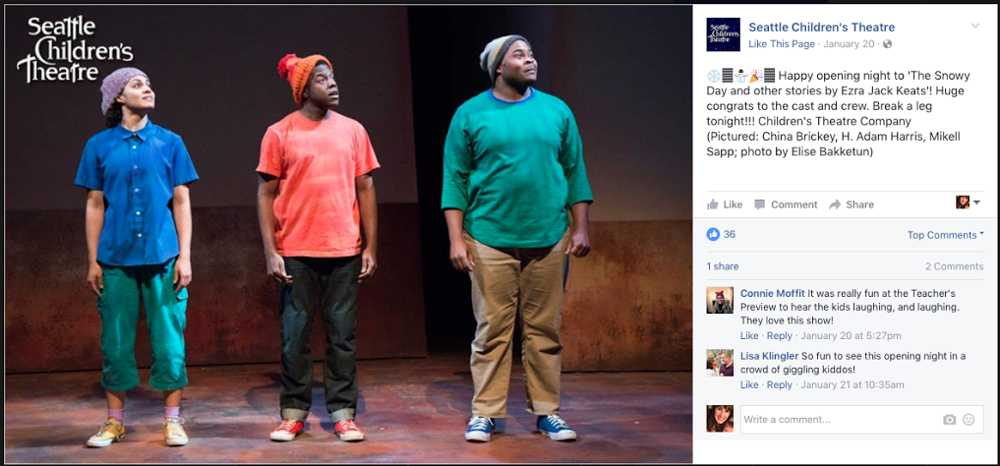 Seattle
Children's
Theatre
Seattle
Children's
Theatre
Seattle Children's Theatre
Like This Page · January 20 ·
Happy opening night to 'The Snowy
Day and other stories by Ezra Jack Keats'! Huge
congrats to the cast and crew. Break a leg
tonight!!! Children's Theatre Company
(Pictured: China Brickey, H. Adam Harris, Mikell
Sapp; photo by Elise Bakketun)
Like Comment Share
36
Top Comments
1 share
2 Comments
Connie Moffit It was really fun at the Teacher's
Preview to hear the kids laughing, and laughing.
They love this show!
Like · Reply · January 20 at 5:27pm
Lisa Klingler So fun to see this opening night in a
crowd of giggling kiddos!
Like · Reply · January 21 at 10:35am
Write a comment...